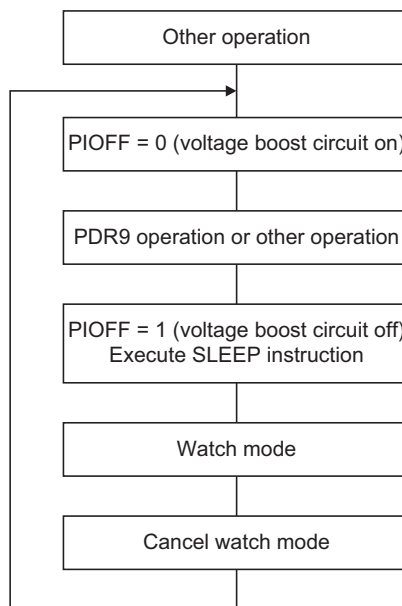 Other operation
PIOFF = 0 (voltage boost circuit on)
PDR9 operation or other operation
PIOFF = 1 (voltage boost circuit off)
Execute SLEEP instruction
Watch mode
Cancel watch mode